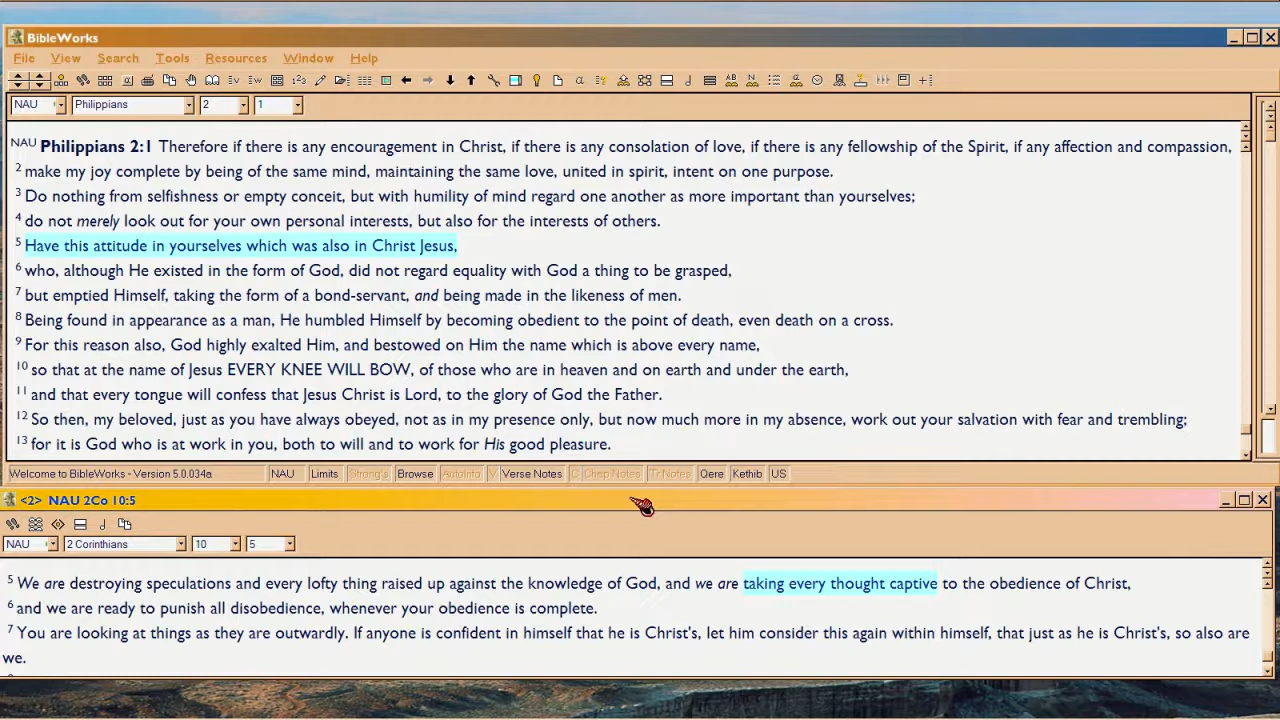 BibleWorks
File View Search Tools Resources Window Help
NAU Philippians 2 1
NAU Philippians 2:1 Therefore if there is any encouragement in Christ, if there is any consolation of love, if there is any fellowship of the Spirit, if any affection and compassion,
2 make my joy complete by being of the same mind, maintaining the same love, united in spirit, intent on one purpose.
3 Do nothing from selfishness or empty conceit, but with humility of mind regard one another as more important than yourselves;
4 do not merely look out for your own personal interests, but also for the interests of others.
5 Have this attitude in yourselves which was also in Christ Jesus,
6 who, although He existed in the form of God, did not regard equality with God a thing to be grasped,
7 but emptied Himself, taking the form of a bond-servant, and being made in the likeness of men.
8 Being found in appearance as a man, He humbled Himself by becoming obedient to the point of death, even death on a cross.
9 For this reason also, God highly exalted Him, and bestowed on Him the name which is above every name,
10 so that at the name of Jesus EVERY KNEE WILL BOW, of those who are in heaven and on earth and under the earth,
11 and that every tongue will confess that Jesus Christ is Lord, to the glory of God the Father.
12 So then, my beloved, just as you have always obeyed, not as in my presence only, but now much more in my absence, work out your salvation with fear and trembling;
13 for it is God who is at work in you, both to will and to work for His good pleasure.
Welcome to BibleWorks - Version 5.0.034a NAU Limits Strong's Browse AutoInfo V Verse Notes C Chap Notes Tr Notes Qere Kethib US
<2> NAU 2Co 10:5
NAU 2 Corinthians 10 5
5 We are destroying speculations and every lofty thing raised up against the knowledge of God, and we are taking every thought captive to the obedience of Christ,
6 and we are ready to punish all disobedience, whenever your obedience is complete.
7 You are looking at things as they are outwardly. If anyone is confident in himself that he is Christ's, let him consider this again within himself, that just as he is Christ's, so also are
we.